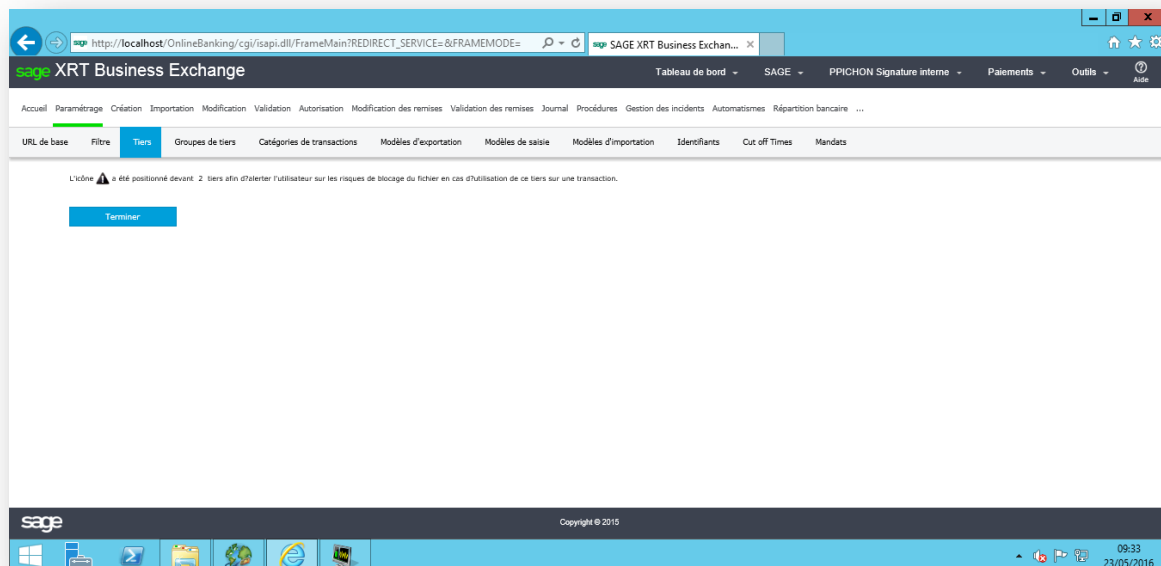 sage http://localhost/OnlineBanking/cgi/isapi.dll/FrameMain?REDIRECT_SERVICE=&FRAMEMODE= sage SAGE XRT Business Exchan...
sage XRT Business Exchange Tableau de bord SAGE PPICHON Signature interne Paiements Outils ? Aide
Accueil Paramétrage Création Importation Modification Validation Autorisation Modification des remises Validation des remises Journal Procédures Gestion des incidents Automatismes Répartition bancaire ...
URL de base Filtre Tiers Groupes de tiers Catégories de transactions Modèles d'exportation Modèles de saisie Modèles d'importation Identifiants Cut off Times Mandats
L'icône a été positionné devant 2 tiers afin d?alerter l'utilisateur sur les risques de blocage du fichier en cas d?utilisation de ce tiers sur une transaction.
Terminer
sage Copyright © 2015
09:33
23/05/2016